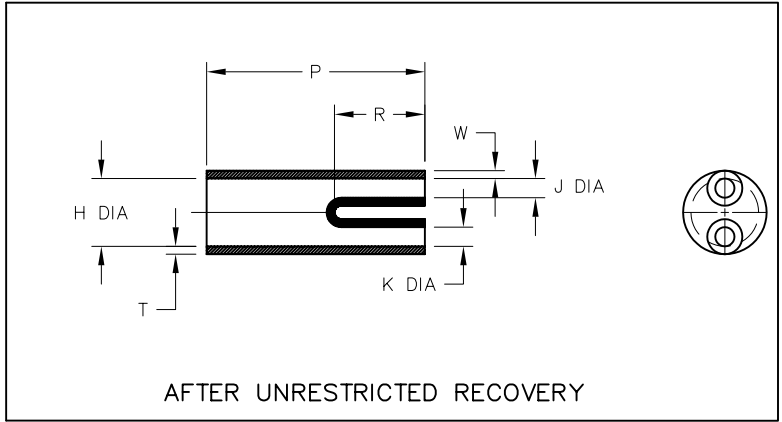 P
R
W
J DIA
H DIA
K DIA
T
AFTER UNRESTRICTED RECOVERY